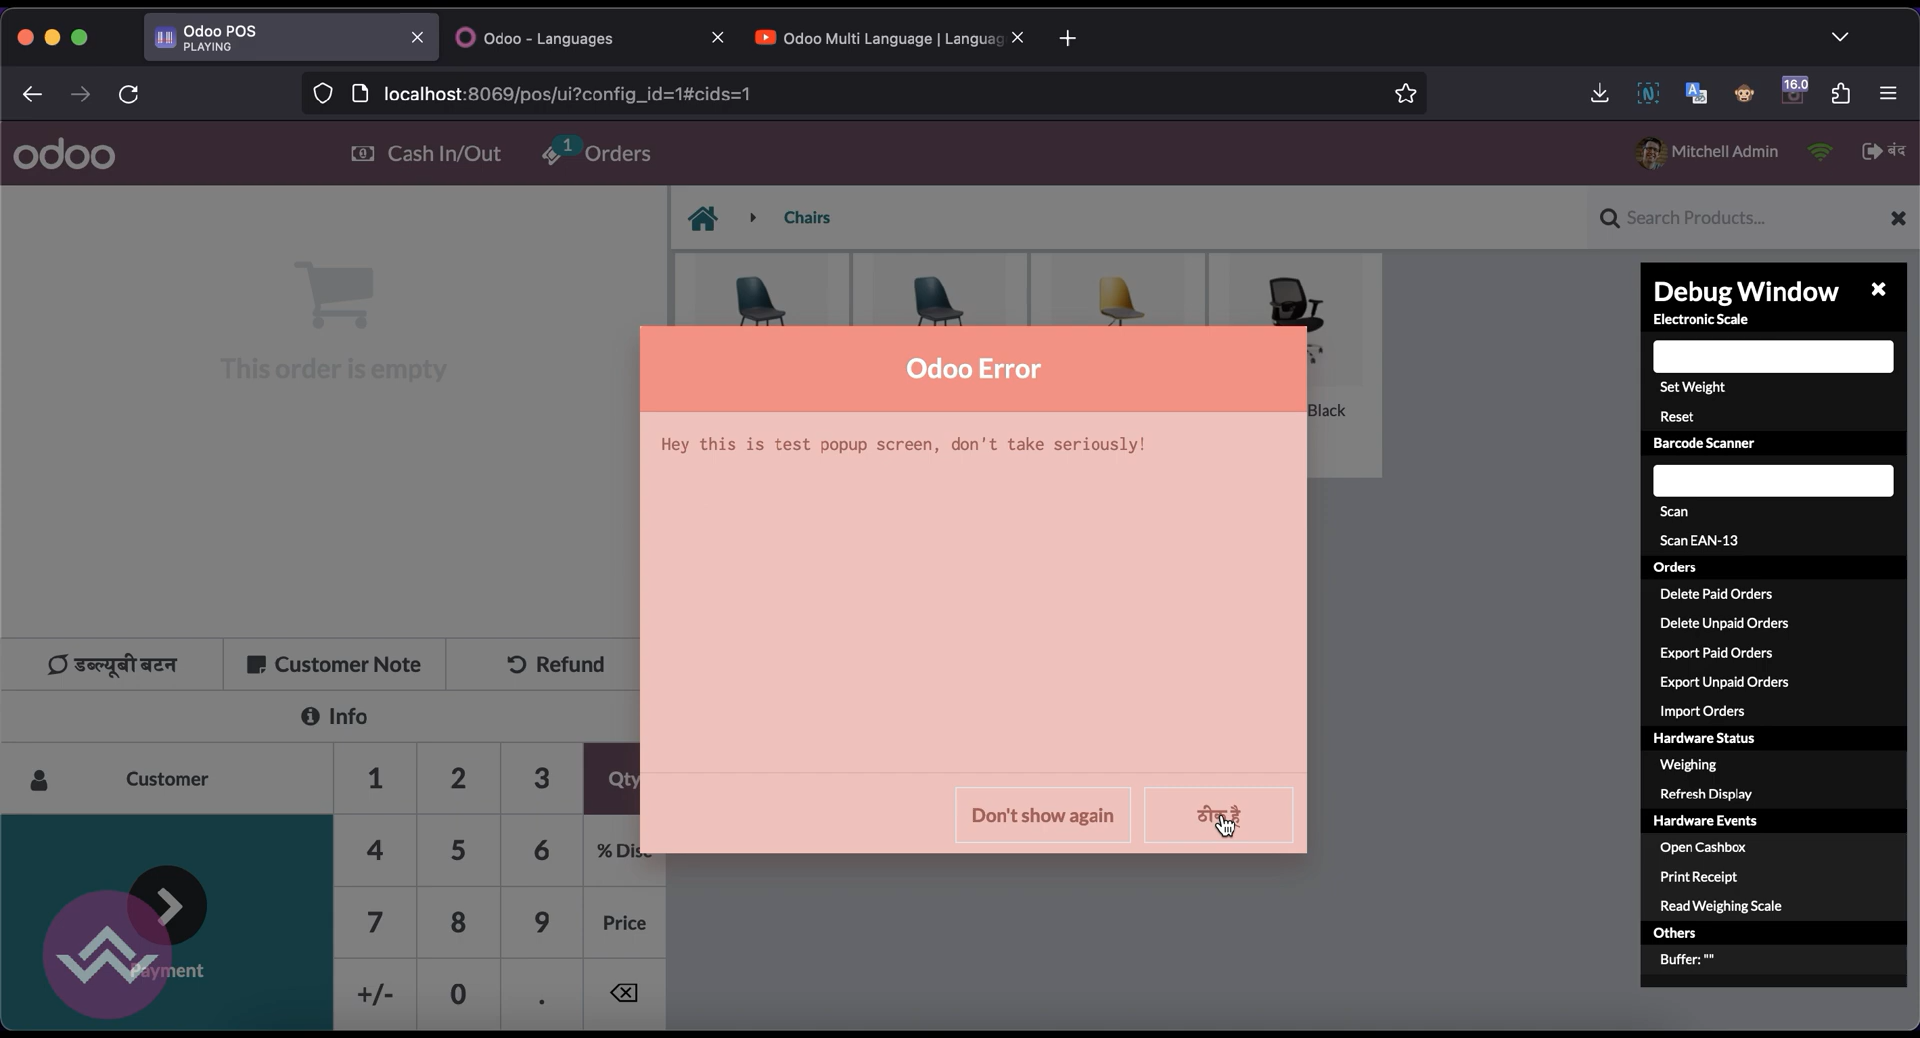 Odoo POS
PLAYING
Odoo - Languages
Odoo Multi Language | Languag
localhost:8069/pos/ui?config_id=1#cids=1
16.0
odoo
Cash In/Out
1
Orders
Mitchell Admin
बंद
This order is empty
Chairs
Search Products...
Black
Odoo Error
Hey this is test popup screen, don't take seriously!
Don't show again
ठीक है
डब्ल्यूबी बटन
Customer Note
Refund
Info
Customer
1
2
3
Qty
4
5
6
% Disc
7
8
9
Price
Payment
+/-
0
.
Debug Window
Electronic Scale
Set Weight
Reset
Barcode Scanner
Scan
Scan EAN-13
Orders
Delete Paid Orders
Delete Unpaid Orders
Export Paid Orders
Export Unpaid Orders
Import Orders
Hardware Status
Weighing
Refresh Display
Hardware Events
Open Cashbox
Print Receipt
Read Weighing Scale
Others
Buffer: ""